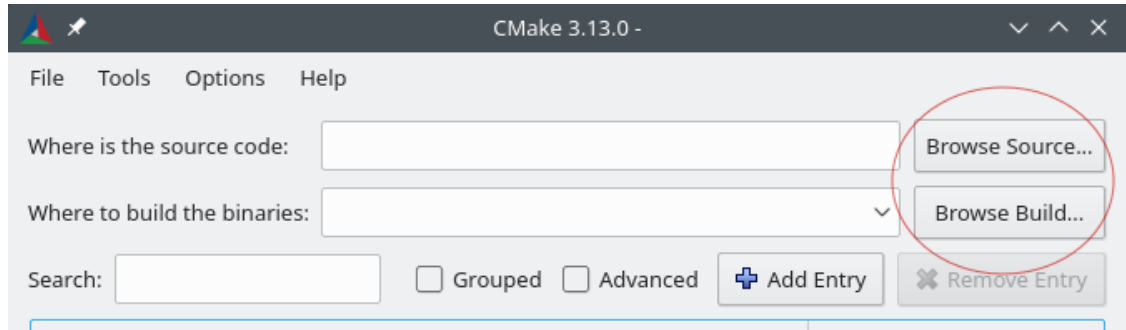 CMake 3.13.0 -
File Tools Options Help
Where is the source code: Browse Source...
Where to build the binaries: Browse Build...
Search: Grouped Advanced Add Entry Remove Entry